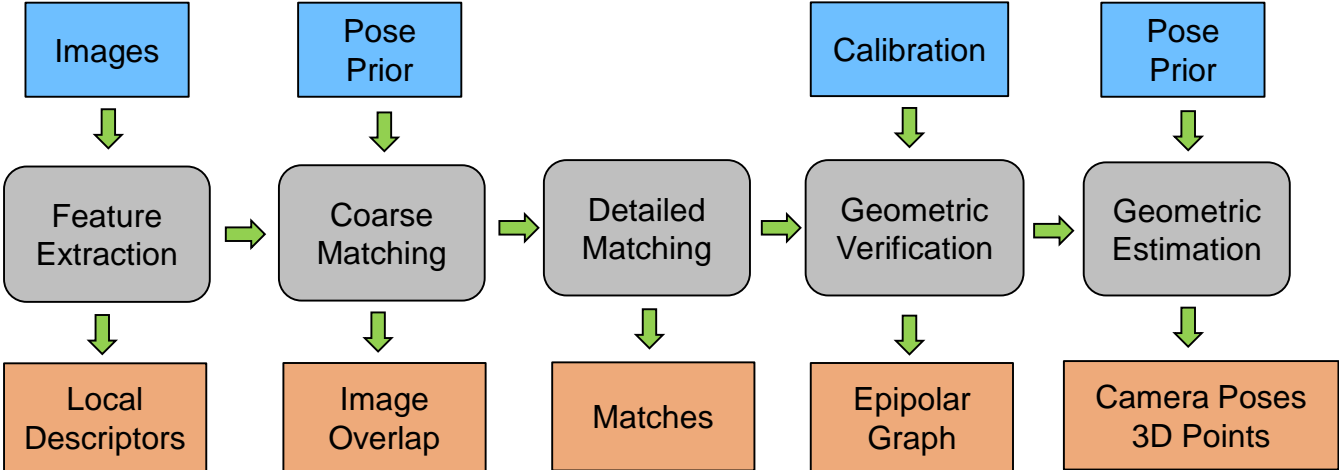 Images
Pose
Prior
Calibration
Pose
Prior
Feature
Extraction
Coarse
Matching
Detailed
Matching
Geometric
Verification
Geometric
Estimation
Local
Descriptors
Image
Overlap
Matches
Epipolar
Graph
Camera Poses
3D Points